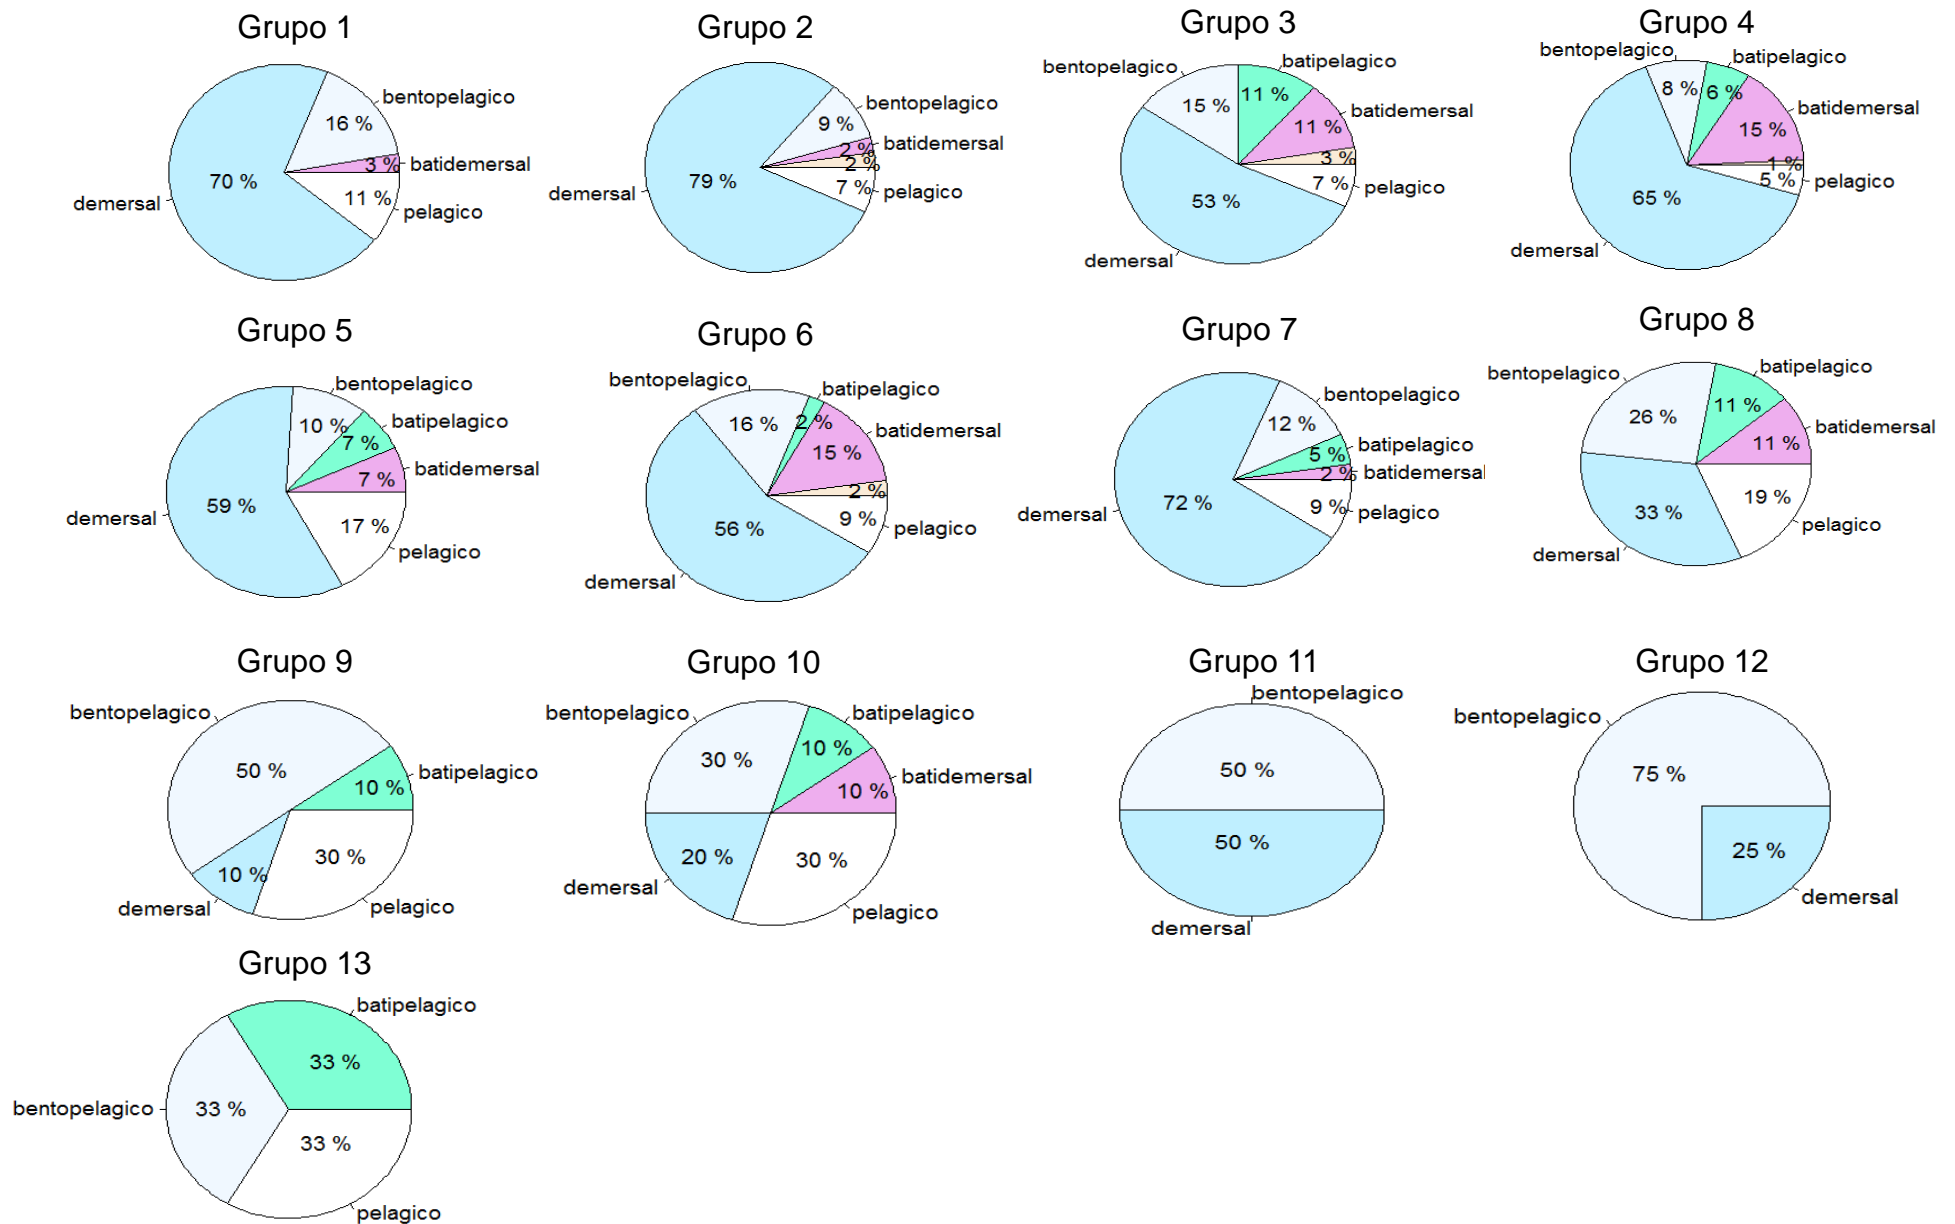 Grupo 1
bentopelagico
16 %
3 %
batidemersal
70 %
11 %
demersal
pelagico
Grupo 2
bentopelagico
9 %
batidemersal
2 %
2 %
79 %
7 %
demersal
pelagico
Grupo 3
bentopelagico
batipelagico
11 %
15 %
batidemersal
11 %
3 %
7 %
pelagico
53 %
demersal
Grupo 4
bentopelagico
batipelagico
8 %
6 %
batidemersal
15 %
1 %
5 %
pelagico
65 %
demersal
Grupo 5
bentopelagico
10 %
batipelagico
7 %
batidemersal
7 %
59 %
demersal
17 %
pelagico
Grupo 6
bentopelagico
batipelagico
16 %
2 %
batidemersal
15 %
2 %
9 %
pelagico
56 %
demersal
Grupo 7
bentopelagico
12 %
batipelagico
5 %
batidemersal
2 %
72 %
9 %
pelagico
demersal
Grupo 8
bentopelagico
batipelagico
26 %
11 %
batidemersal
11 %
19 %
33 %
pelagico
demersal
Grupo 9
bentopelagico
50 %
batipelagico
10 %
30 %
10 %
demersal
pelagico
Grupo 10
bentopelagico
batipelagico
30 %
10 %
batidemersal
10 %
20 %
30 %
demersal
pelagico
Grupo 11
bentopelagico
50 %
50 %
demersal
Grupo 12
bentopelagico
75 %
25 %
demersal
Grupo 13
batipelagico
33 %
bentopelagico
33 %
33 %
pelagico